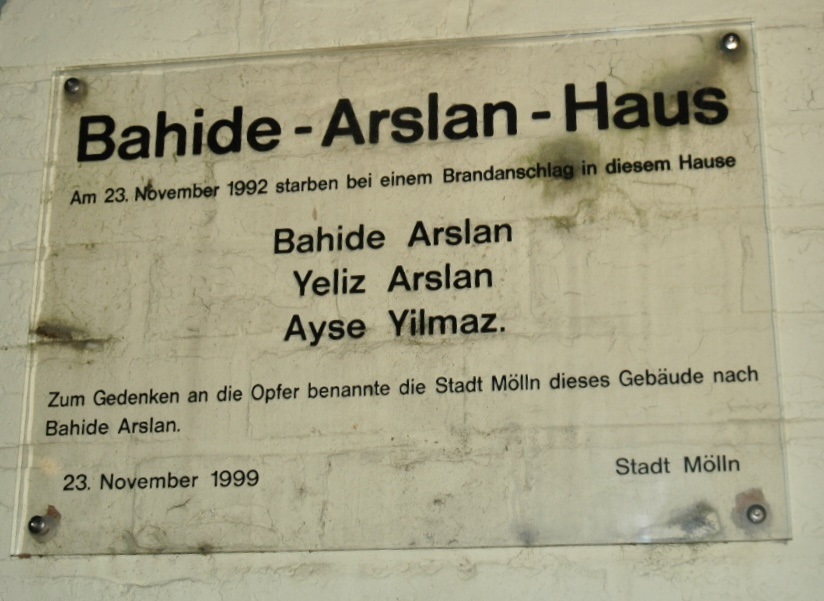 Bahide - Arslan - Haus
Am 23. November 1992 starben bei einem Brandanschlag in diesem Hause
Bahide Arslan
Yeliz Arslan
Ayse Yilmaz.
Zum Gedenken an die Opfer benannte die Stadt Mölln dieses Gebäude nach
Bahide Arslan.
23. November 1999
Stadt Mölln